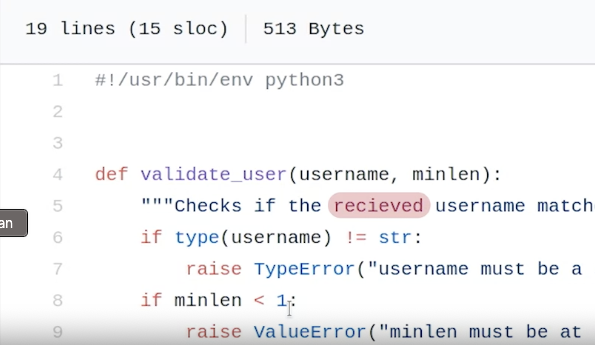 19 lines (15 sloc) 513 Bytes
1 #!/usr/bin/env python3
2
3
4 def validate_user(username, minlen):
5 """Checks if the recieved username match
an
6 if type(username) != str:
7 raise TypeError("username must be a
8 if minlen < 1:
9 raise ValueError("minlen must be at